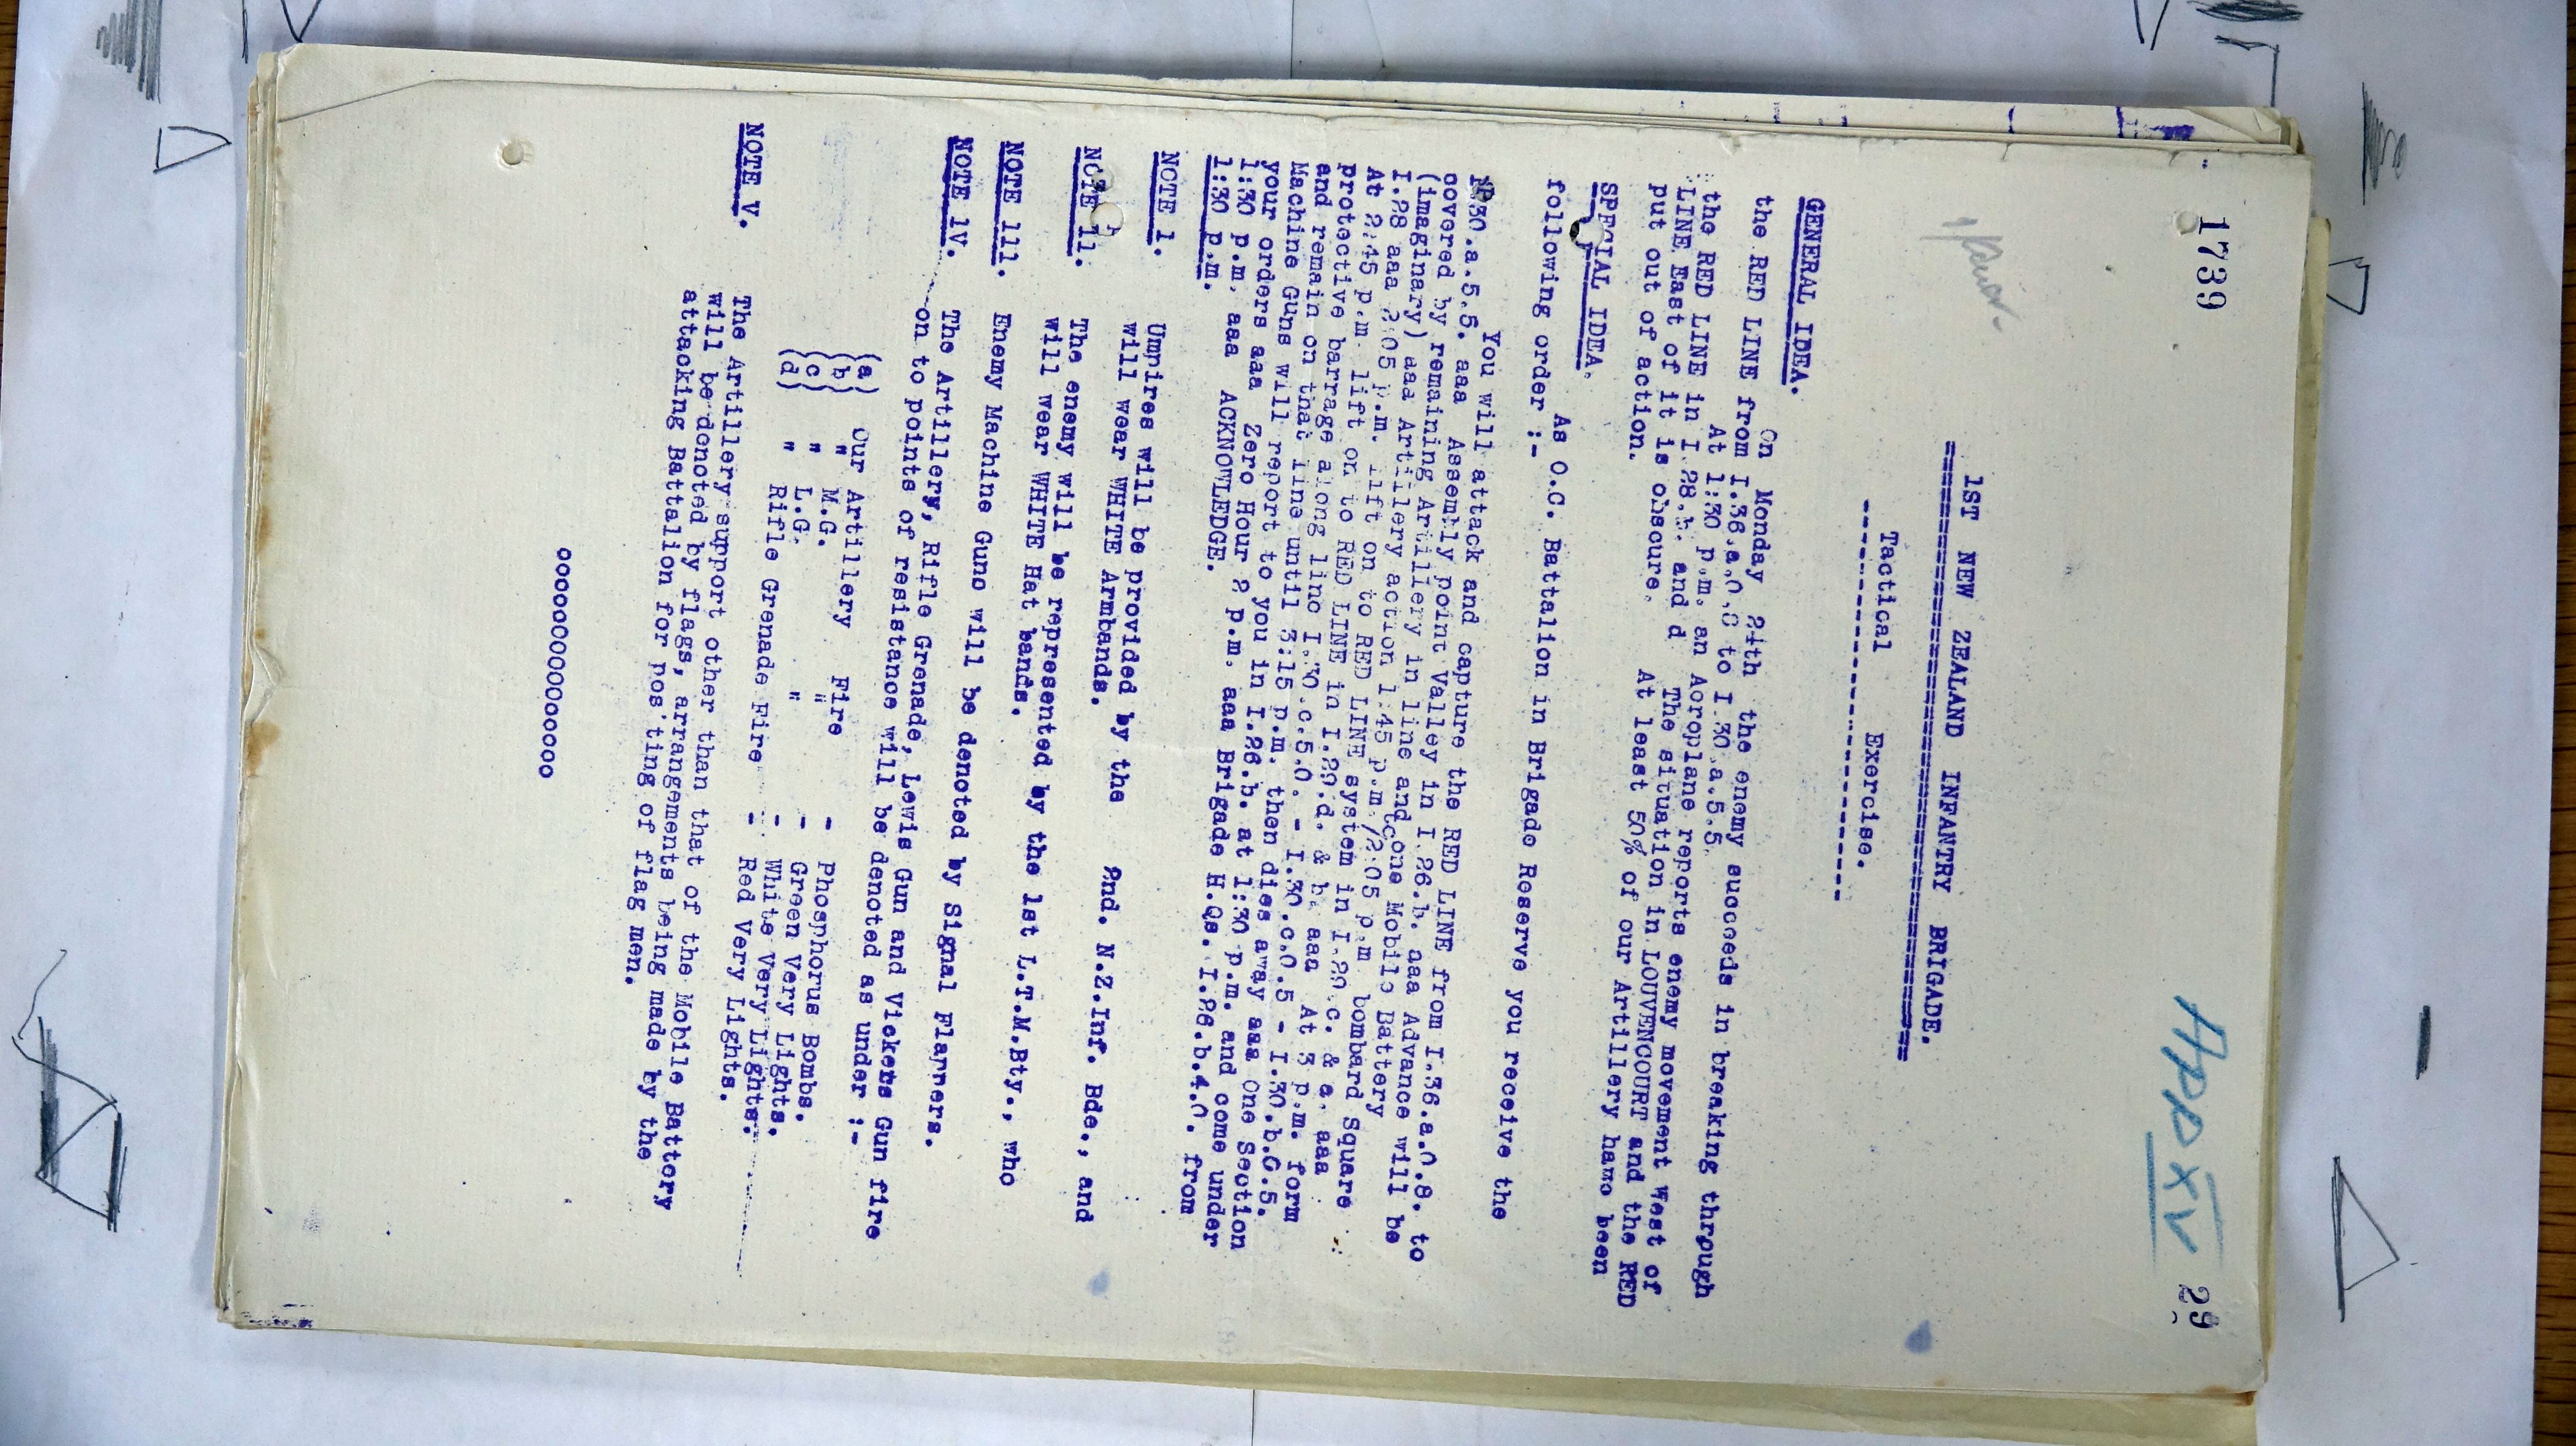 1739
App XV 29
1ST NEW ZEALAND INFANTRY BRIGADE.
Tactical Exercise.
GENERAL IDEA.
On Monday 24th the enemy succeeds in breaking through
the RED LINE from I.36.a.0.8 to I.30.a.5.5.
At 1:30 p.m. an Aeroplane reports enemy movement West of
the RED LINE in I.28.b. and d The situation in LOUVENCOURT and the RED
LINE East of it is obscure. At least 50% of our Artillery have been
put out of action.
SPECIAL IDEA.
As O.C. Battalion in Brigade Reserve you receive the
following order :-
You will attack and capture the RED LINE from I.36.a.0.8. to
I.30.a.5.5. aaa Assembly point Valley in I.26.b. aaa Advance will be
covered by remaining Artillery in line and one Mobile Battery
(imaginary) aaa Artillery action 1:45 p.m./2:05 p.m bombard Square
I.28 aaa 2:05 p.m. lift on to RED LINE system in I.29.c. & a. aaa
At 2:45 p.m. lift on to RED LINE in I.29.d. & b. aaa At 3 p.m. form
protective barrage along line I.30.c.5.0. - I.30.c.0.5 - I.30.b.0.5.
and remain on that line until 3:15 p.m. then dies away aaa One Section
Machine Guns will report to you in I.26.b. at 1:30 p.m. and come under
your orders aaa Zero Hour 2 p.m. aaa Brigade H.Qs. I.26.b.4.0. from
1:30 p.m. aaa ACKNOWLEDGE.
1:30 p.m.
NOTE 1. Umpires will be provided by the 2nd. N.Z.Inf. Bde., and
will wear WHITE Armbands.
NOTE 11. The enemy will be represented by the 1st L.T.M.Bty., who
will wear WHITE Hat bands.
NOTE 111. Enemy Machine Guns will be denoted by Signal Flappers.
NOTE 1V. The Artillery, Rifle Grenade, Lewis Gun and Vickers Gun fire
on to points of resistance will be denoted as under :-
(a) Our Artillery Fire - Phosphorus Bombs.
(b) " M.G. " - Green Very Lights.
(c) " L.G. " - White Very Lights.
(d) " Rifle Grenade Fire - Red Very Lights.
NOTE V. The Artillery support other than that of the Mobile Battery
will be denoted by flags, arrangements being made by the
attacking Battalion for posting of flag men.
oooooOOOOOOOooooo